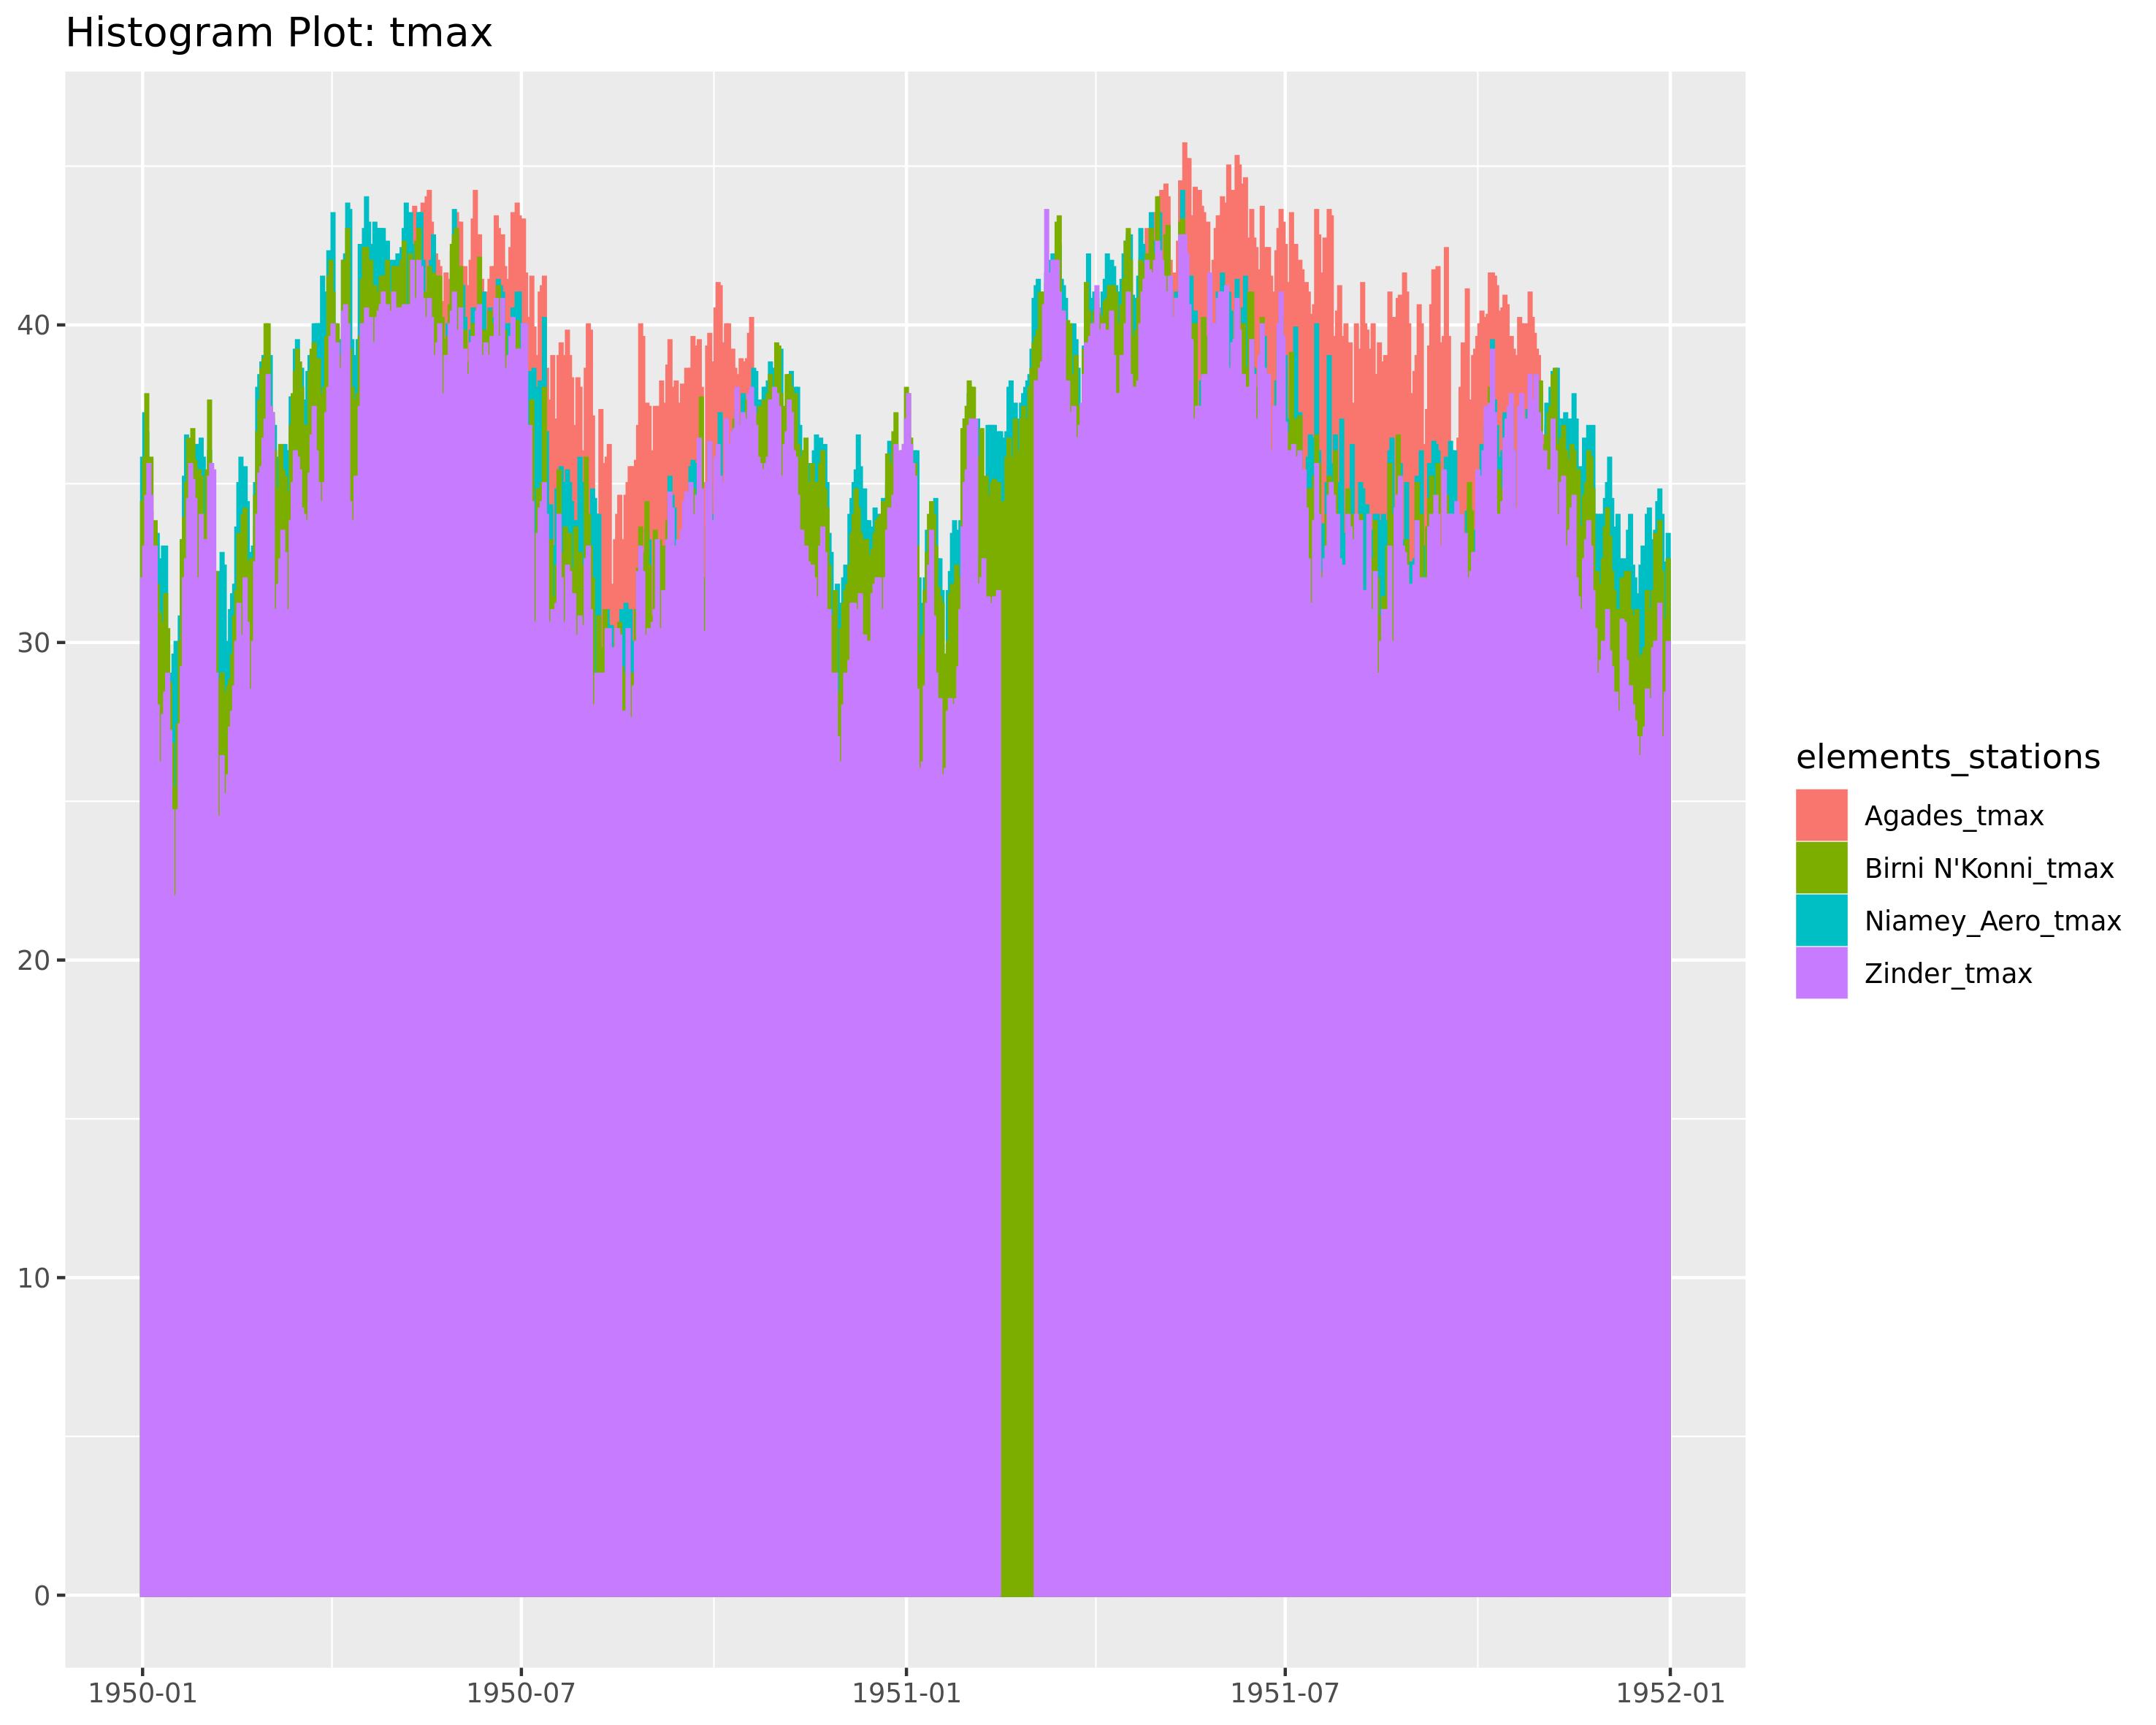 Histogram Plot: tmax
40
30
20
10
0
1950-01
1950-07
1951-01
1951-07
1952-01
elements_stations
Agades_tmax
Birni N'Konni_tmax
Niamey_Aero_tmax
Zinder_tmax